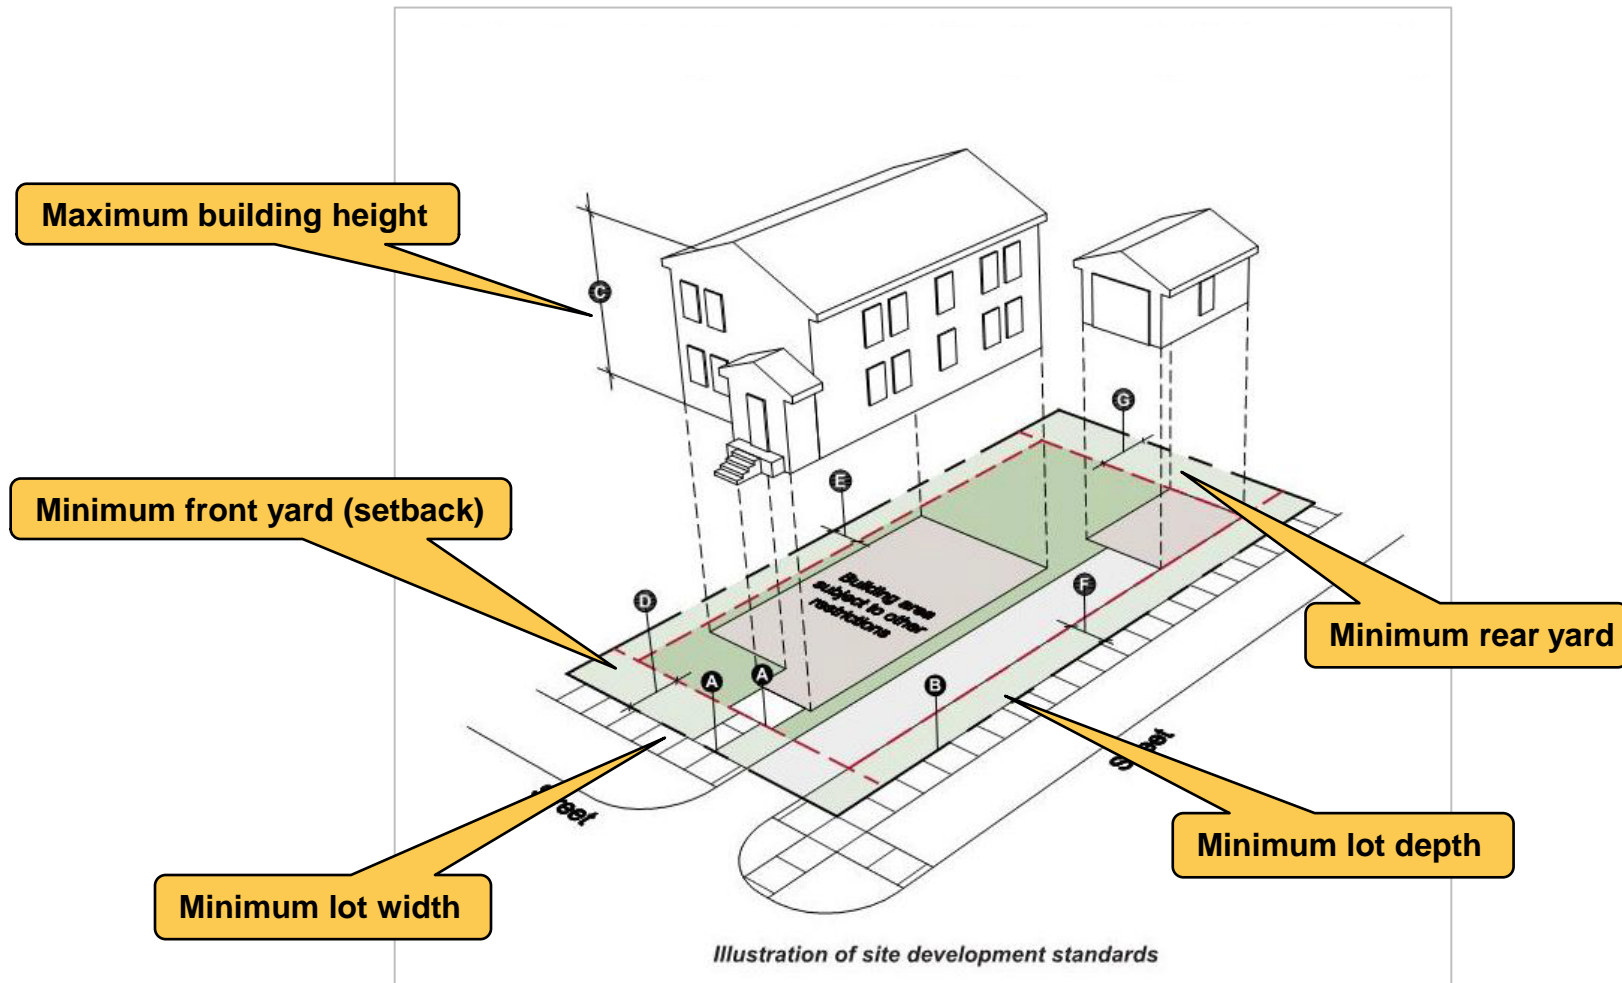 Maximum building height
C
G
E
Minimum front yard (setback)
Building area
subject to other
restrictions
F
D
Minimum rear yard
A
A
B
Minimum lot depth
Minimum lot width
Illustration of site development standards